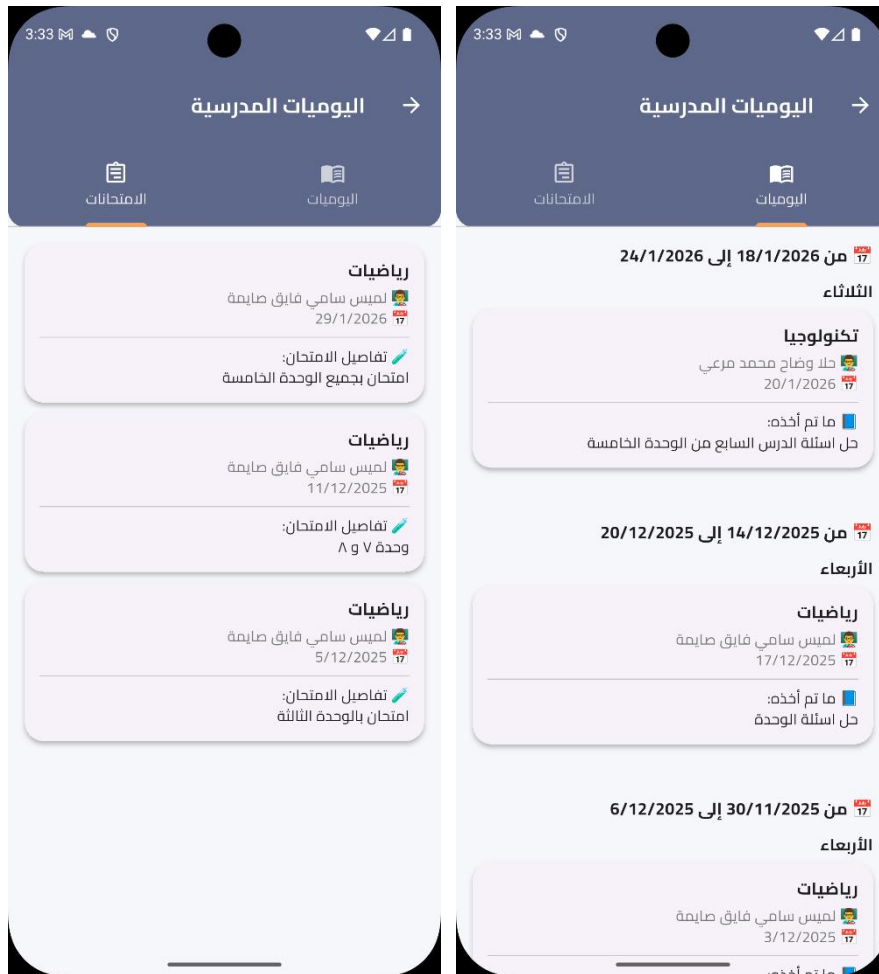 3:33
اليوميات المدرسية
اليوميات
الامتحانات
رياضيات
لميس سامي فايق صايمة
29/1/2026
تفاصيل الامتحان:
امتحان بجميع الوحدة الخامسة
رياضيات
لميس سامي فايق صايمة
11/12/2025
تفاصيل الامتحان:
وحدة ٧ و ٨
رياضيات
لميس سامي فايق صايمة
5/12/2025
تفاصيل الامتحان:
امتحان بالوحدة الثالثة
3:33
اليوميات المدرسية
اليوميات
الامتحانات
من 18/1/2026 إلى 24/1/2026
الثلاثاء
تكنولوجيا
حلا وضاح محمد مرعي
20/1/2026
ما تم أخذه:
حل اسئلة الدرس السابع من الوحدة الخامسة
من 14/12/2025 إلى 20/12/2025
الأربعاء
رياضيات
لميس سامي فايق صايمة
17/12/2025
ما تم أخذه:
حل اسئلة الوحدة
من 30/11/2025 إلى 6/12/2025
الأربعاء
رياضيات
لميس سامي فايق صايمة
3/12/2025